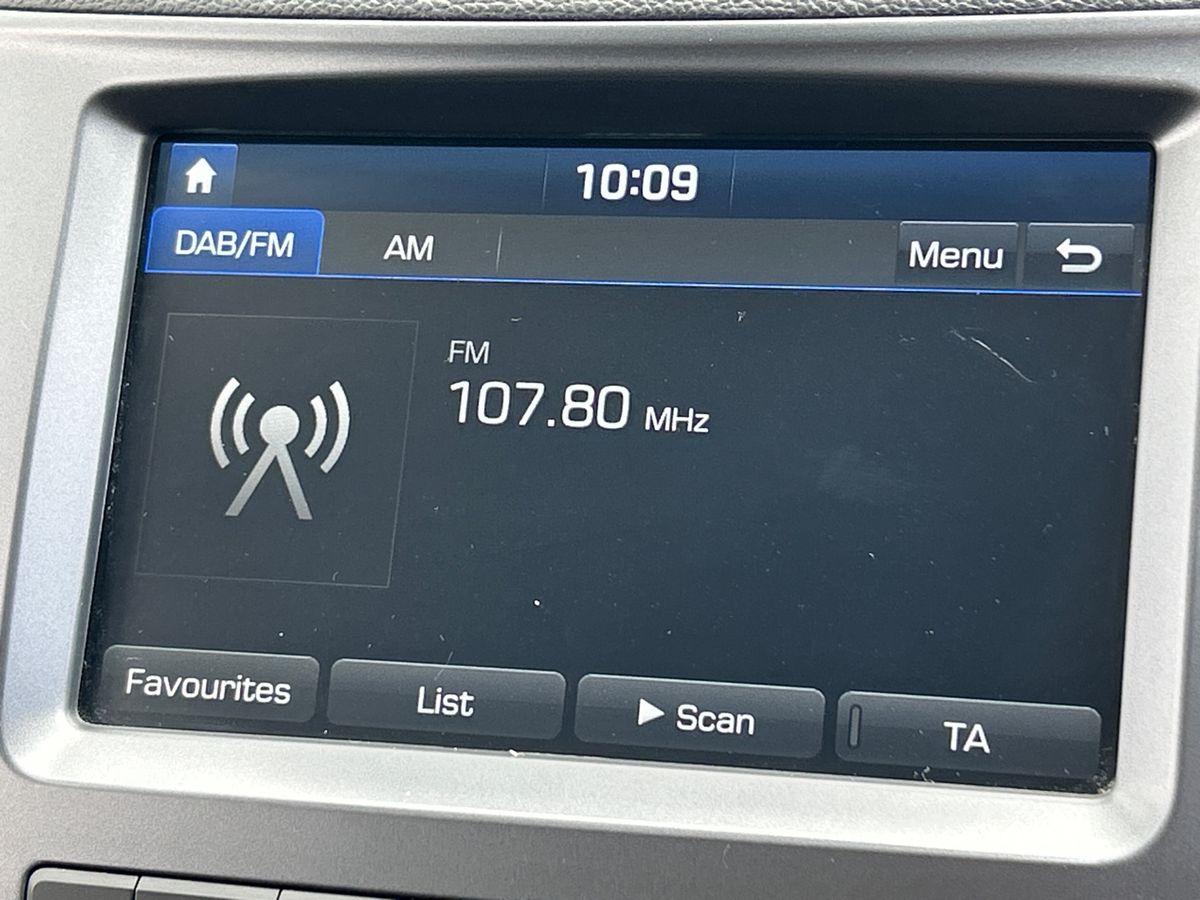 10:09
DAB/FM AM Menu
FM
107.80 MHz
Favourites List Scan TA